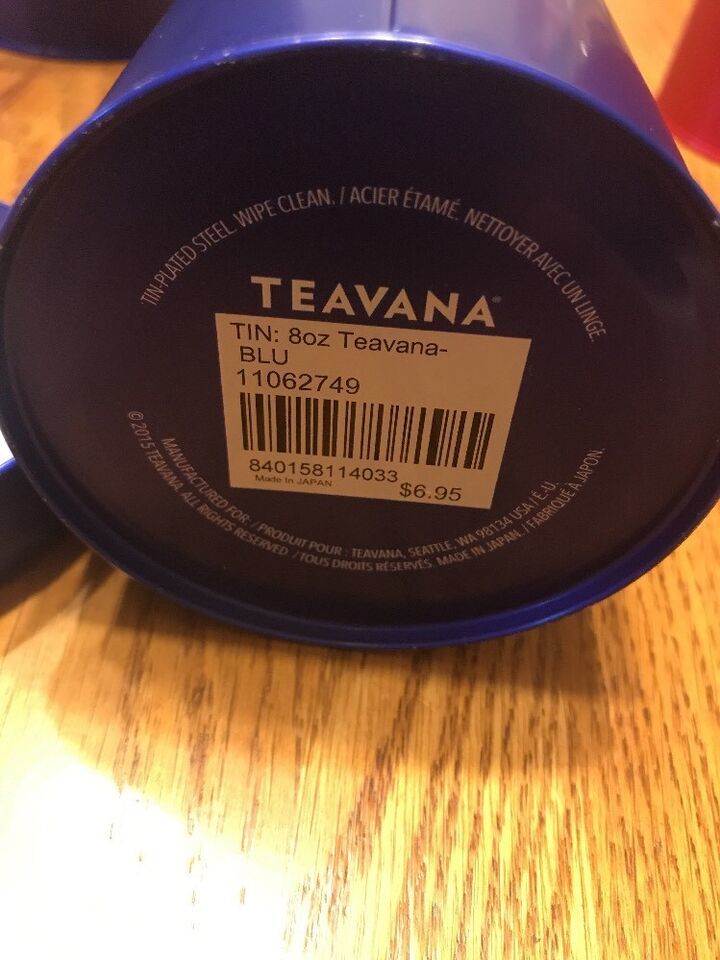 TIN-PLATED STEEL. WIPE CLEAN. / ACIER ÉTAMÉ. NETTOYER AVEC UN LINGE.
TEAVANA
TIN: 8oz Teavana-
BLU
11062749
840158114033
Made In JAPAN
$6.95
MANUFACTURED FOR / PRODUIT POUR : TEAVANA, SEATTLE, WA 98134 USA / E.-U.
© 2015 TEAVANA. ALL RIGHTS RESERVED. / TOUS DROITS RÉSERVÉS. MADE IN JAPAN. / FABRIQUÉ À JAPON.